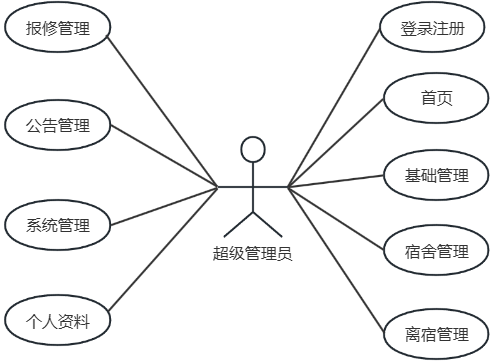 报修管理
登录注册
首页
公告管理
基础管理
系统管理
宿舍管理
超级管理员
个人资料
离宿管理